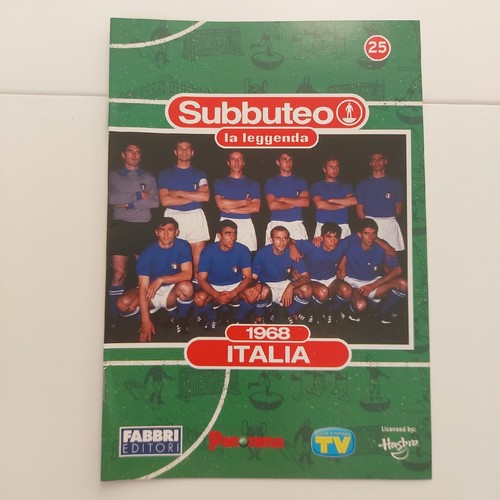 25
Subbuteo
la leggenda
1968
ITALIA
FABBRI
EDITORI
Panorama
TV
Licensed by:
Hasbro